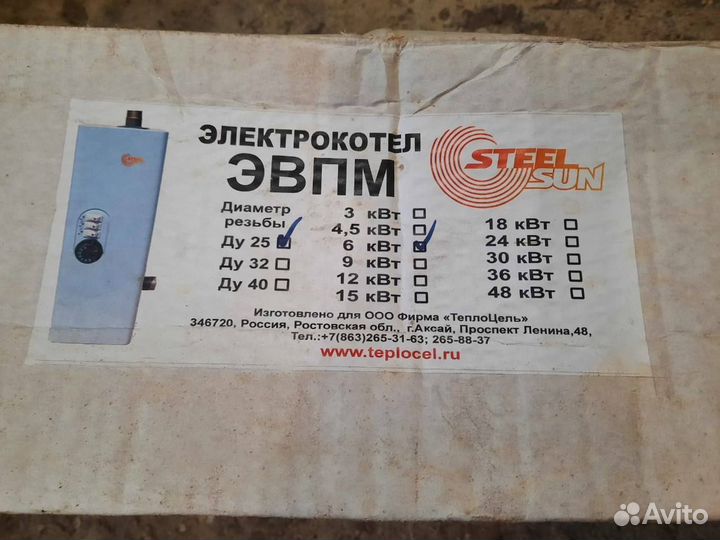 ЭЛЕКТРОКОТЕЛ
ЭВПМ
STEEL
SUN
Диаметр
резьбы
Ду 25
Ду 32
Ду 40
3 кВт
4,5 кВт
6 кВт
9 кВт
12 кВт
15 кВт
18 кВт
24 кВт
30 кВт
36 кВт
48 кВт
Изготовлено для ООО Фирма «ТеплоЦель»
346720, Россия, Ростовская обл., г.Аксай, Проспект Ленина,48,
Тел.:+7(863)265-31-63; 265-88-37
www.teplocel.ru
Avito